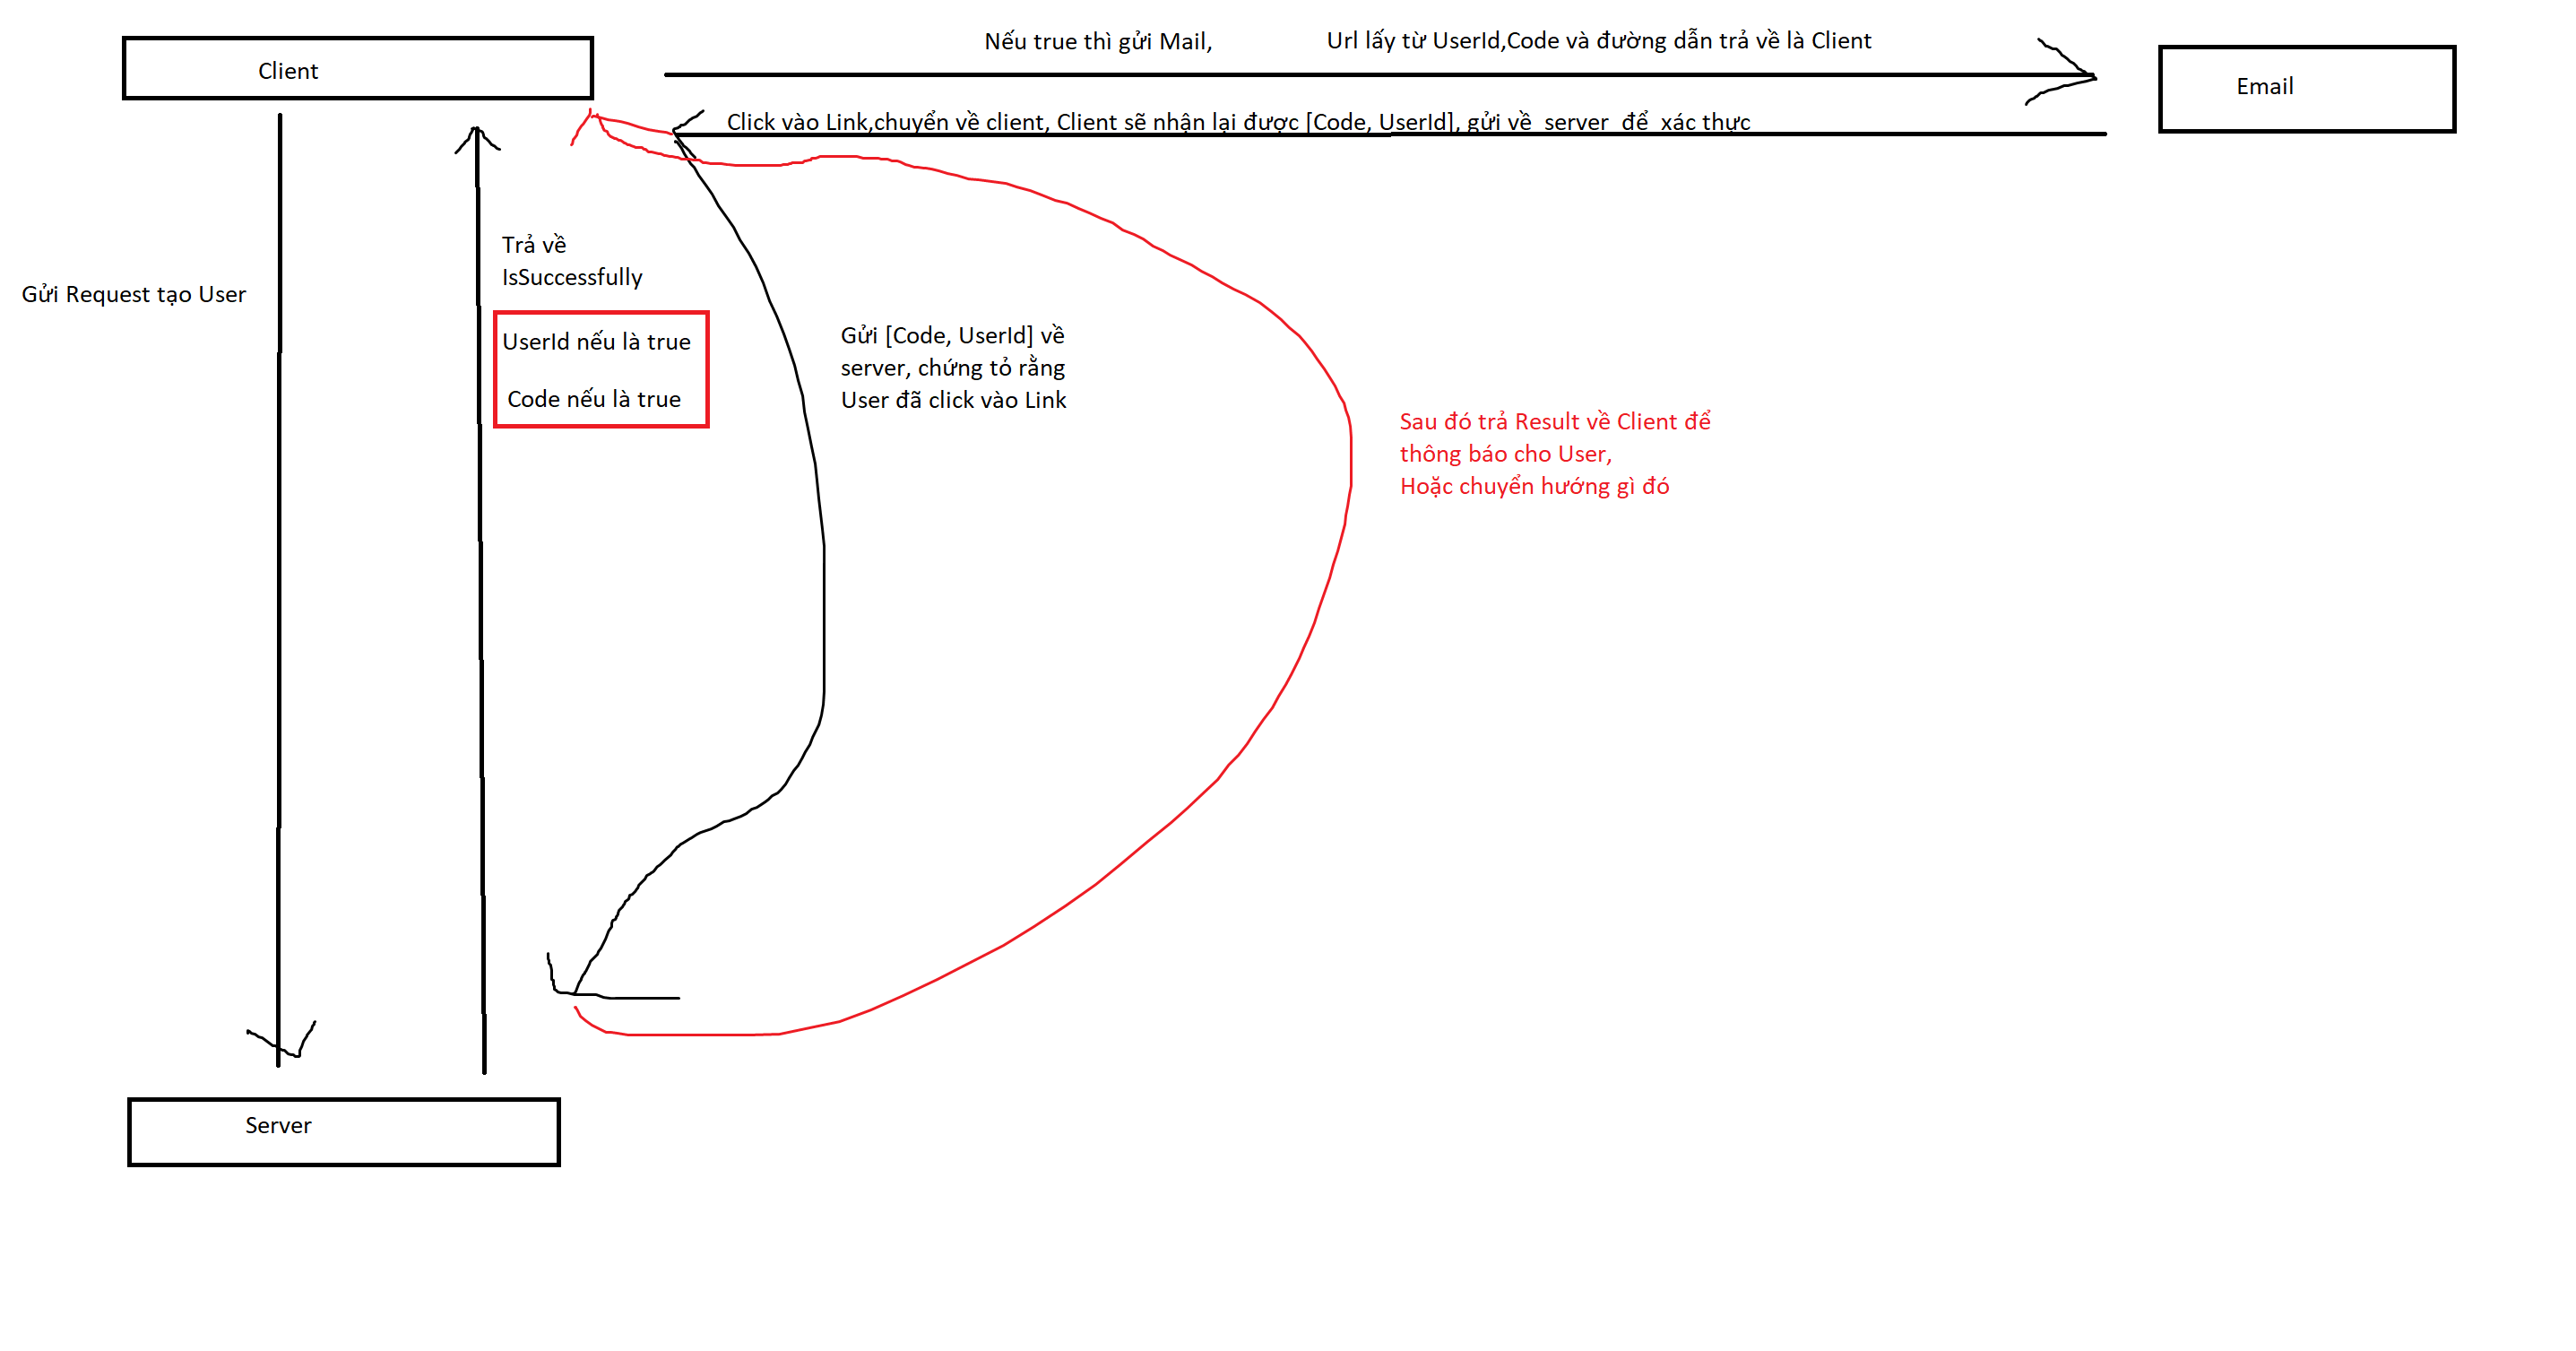 Nếu true thì gửi Mail,
Url lấy từ UserId,Code và đường dẫn trả về là Client
Client
Email
Click vào Link,chuyển về client, Client sẽ nhận lại được [Code, UserId], gửi về server để xác thực
Trả về
IsSuccessfully
Gửi Request tạo User
UserId nếu là true
Code nếu là true
Gửi [Code, UserId] về
server, chứng tỏ rằng
User đã click vào Link
Sau đó trả Result về Client để
thông báo cho User,
Hoặc chuyển hướng gì đó
Server